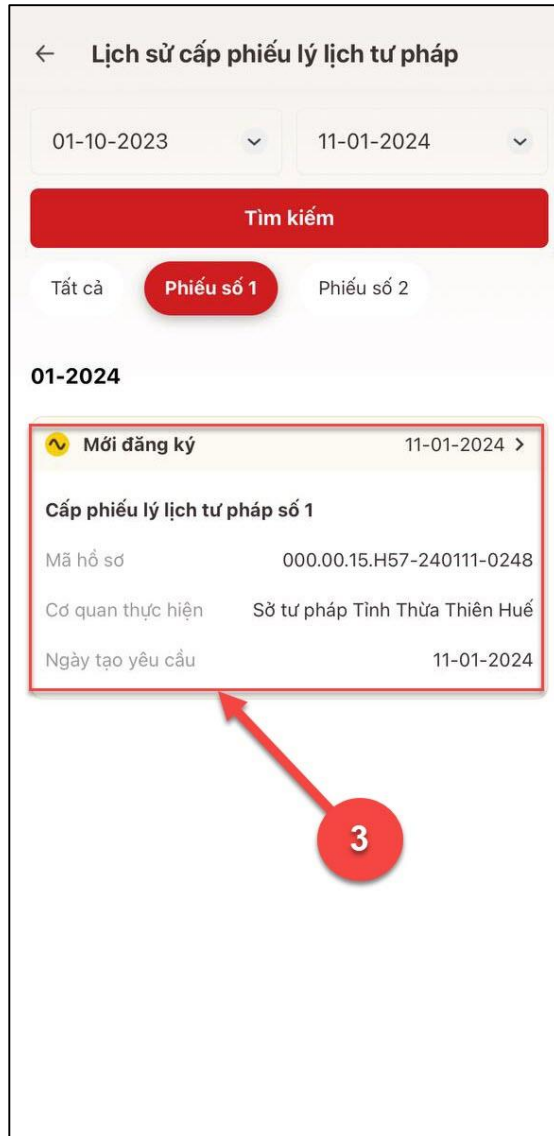 Lịch sử cấp phiếu lý lịch tư pháp
01-10-2023 11-01-2024
Tìm kiếm
Tất cả Phiếu số 1 Phiếu số 2
01-2024
Mới đăng ký 11-01-2024
Cấp phiếu lý lịch tư pháp số 1
Mã hồ sơ 000.00.15.H57-240111-0248
Cơ quan thực hiện Sở tư pháp Tỉnh Thừa Thiên Huế
Ngày tạo yêu cầu 11-01-2024
3